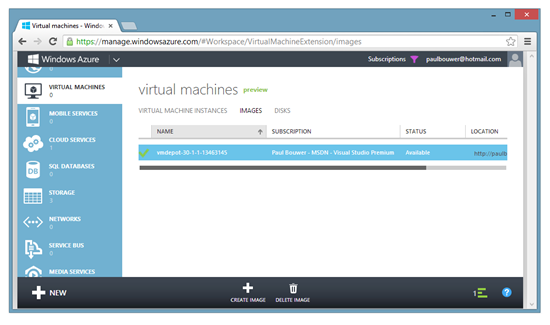 Virtual machines - Windo
https://manage.windowsazure.com/#Workspace/VirtualMachineExtension/images
Windows Azure
Subscriptions
paulbouwer@hotmail.com
0
VIRTUAL MACHINES
0
MOBILE SERVICES
0
CLOUD SERVICES
1
SQL DATABASES
0
STORAGE
3
NETWORKS
0
SERVICE BUS
0
MEDIA SERVICES
virtual machines preview
VIRTUAL MACHINE INSTANCES IMAGES DISKS
NAME SUBSCRIPTION STATUS LOCATION
vmdepot-30-1-1-13463145 Paul Bouwer - MSDN - Visual Studio Premium Available http://paulb
NEW
CREATE IMAGE
DELETE IMAGE
1
?